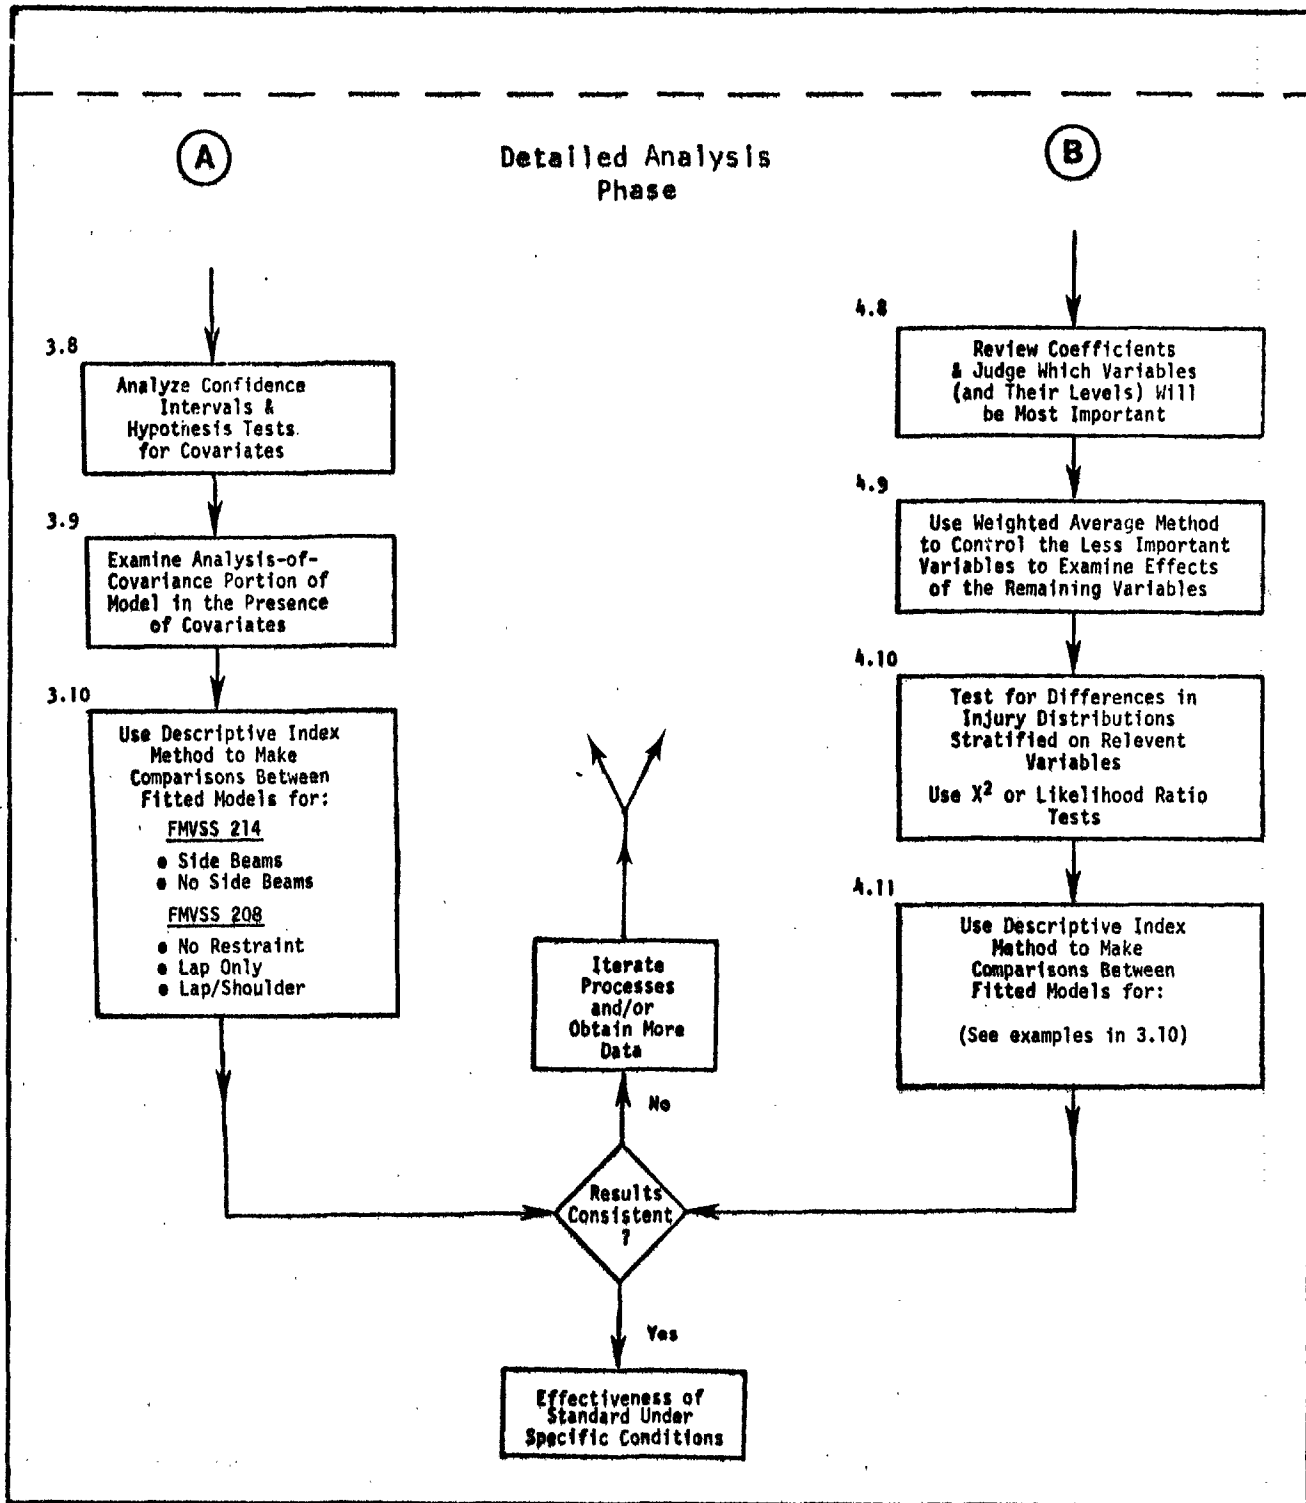 A
Detailed Analysis
Phase
B
3.8
Analyze Confidence
Intervals &
Hypothesis Tests
for Covariates
3.9
Examine Analysis-of-
Covariance Portion of
Model in the Presence
of Covariates
3.10
Use Descriptive Index
Method to Make
Comparisons Between
Fitted Models for:
FMVSS 214
• Side Beams
• No Side Beams
FMVSS 208
• No Restraint
• Lap Only
• Lap/Shoulder
4.8
Review Coefficients
& Judge Which Variables
(and Their Levels) Will
be Most Important
4.9
Use Weighted Average Method
to Control the Less Important
Variables to Examine Effects
of the Remaining Variables
4.10
Test for Differences in
Injury Distributions
Stratified on Relevent
Variables
Use X² or Likelihood Ratio
Tests
4.11
Use Descriptive Index
Method to Make
Comparisons Between
Fitted Models for:
(See examples in 3.10)
Iterate
Processes
and/or
Obtain More
Data
No
Results
Consistent
?
Yes
Effectiveness of
Standard Under
Specific Conditions